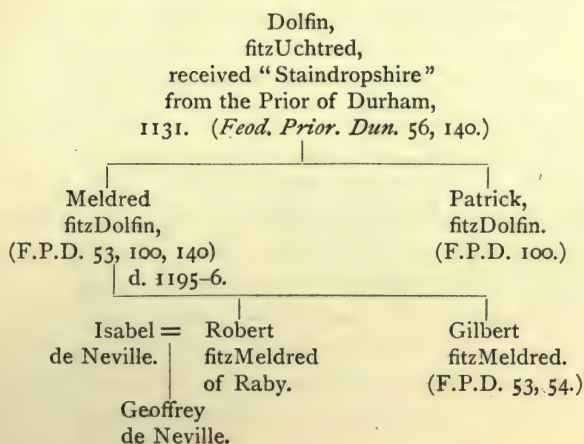 Dolfin,
fitzUchtred,
received “Staindropshire”
from the Prior of Durham,
1131. (Feod. Prior. Dun. 56, 140.)
Meldred
fitzDolfin,
(F.P.D. 53, 100, 140)
d. 1195–6.
Patrick,
fitzDolfin.
(F.P.D. 100.)
Isabel =
de Neville.
Robert
fitzMeldred
of Raby.
Gilbert
fitzMeldred.
(F.P.D. 53, 54.)
Geoffrey
de Neville.